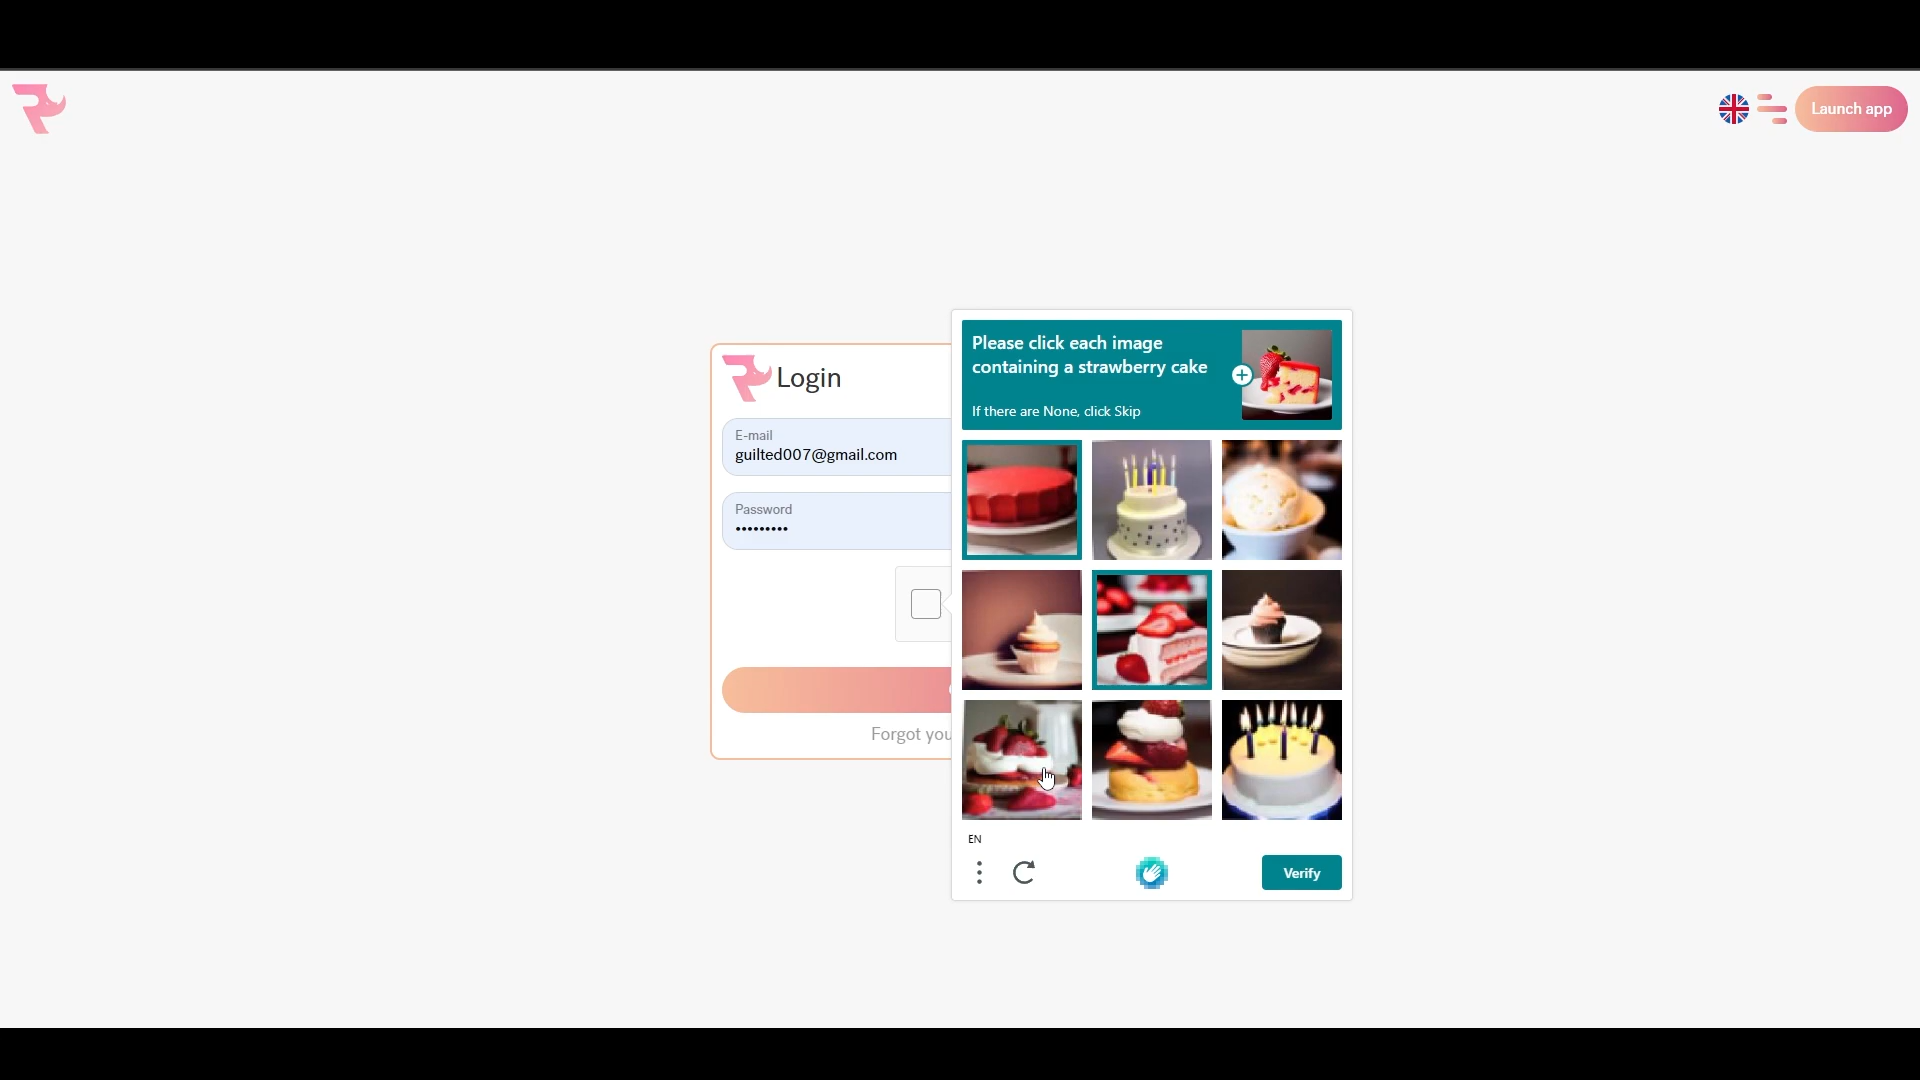 Launch app
Login
E-mail
guilted007@gmail.com
Password
Forgot you
Please click each image
containing a strawberry cake
If there are None, click Skip
EN
Verify